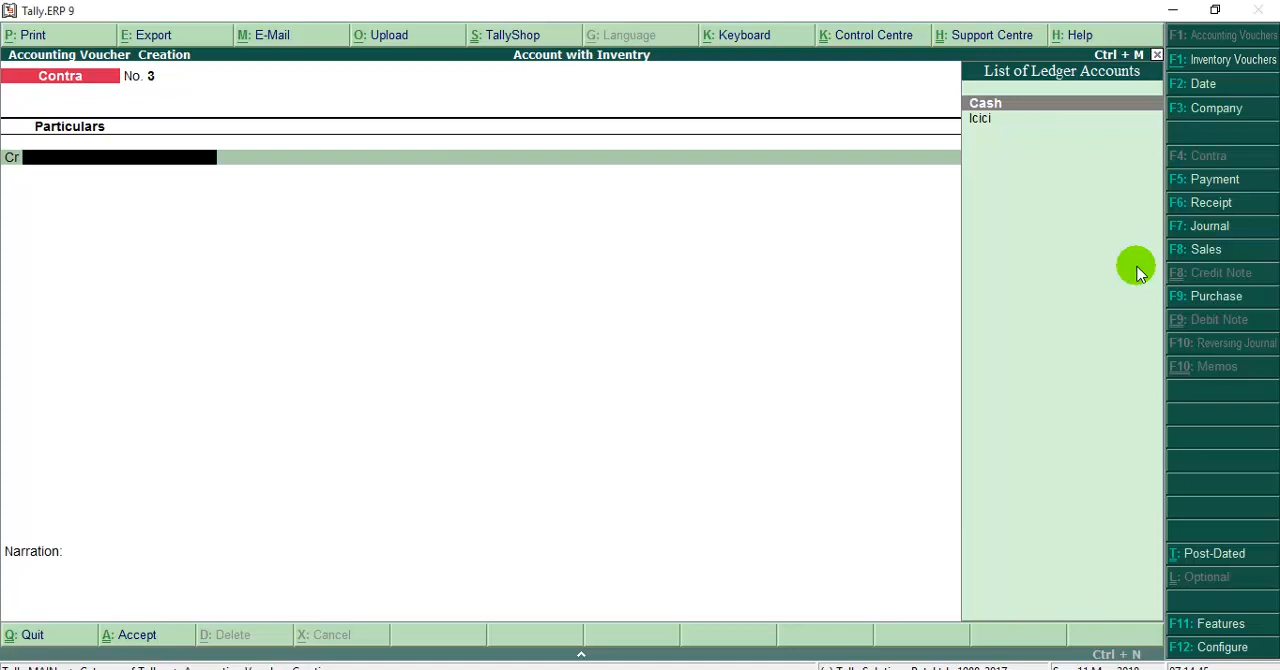 Tally.ERP 9
P: Print E: Export M: E-Mail O: Upload S: TallyShop G: Language K: Keyboard K: Control Centre H: Support Centre H: Help
Accounting Voucher Creation Account with Inventry Ctrl + M
Contra No. 3
Particulars
Cr
Narration:
List of Ledger Accounts
Cash
Icici
F1: Accounting Vouchers
F1: Inventory Vouchers
F2: Date
F3: Company
F4: Contra
F5: Payment
F6: Receipt
F7: Journal
F8: Sales
F8: Credit Note
F9: Purchase
F9: Debit Note
F10: Reversing Journal
F10: Memos
T: Post-Dated
L: Optional
F11: Features
F12: Configure
Q: Quit A: Accept D: Delete X: Cancel
Ctrl + N